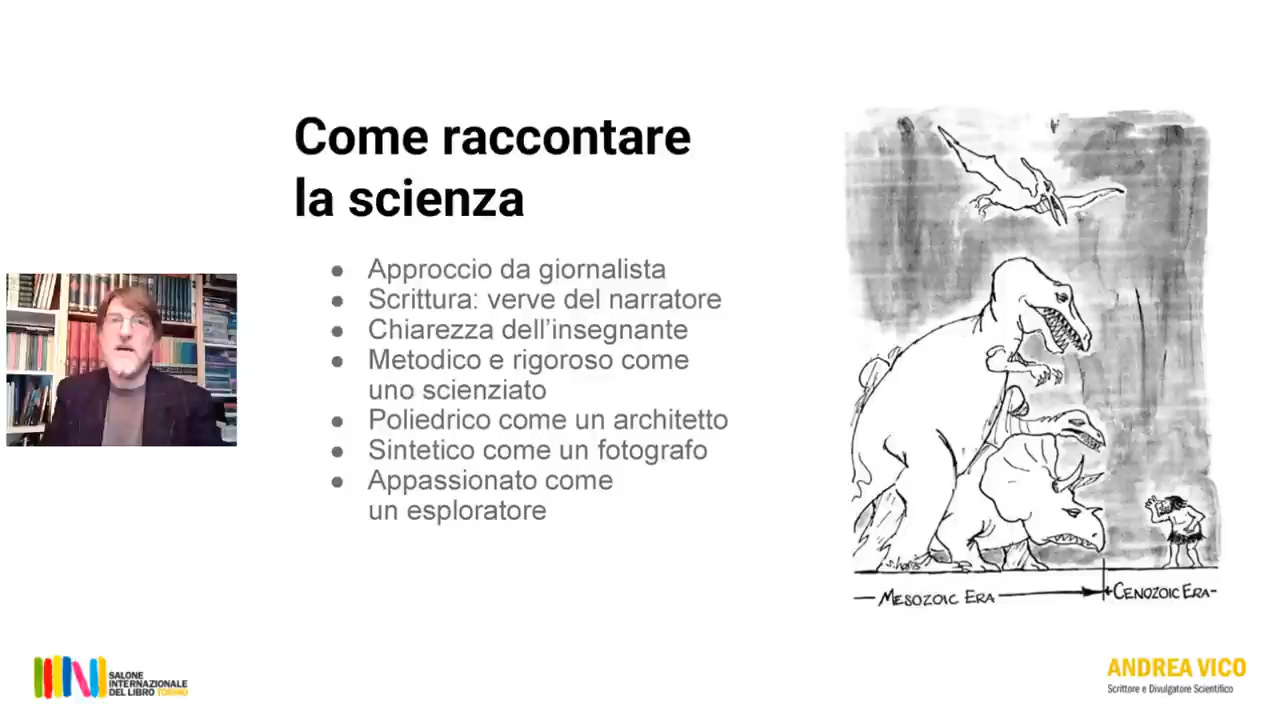 Come raccontare
la scienza
● Approccio da giornalista
● Scrittura: verve del narratore
● Chiarezza dell'insegnante
● Metodico e rigoroso come
uno scienziato
● Poliedrico come un architetto
● Sintetico come un fotografo
● Appassionato come
un esploratore
S.Harris
MESOZOIC ERA
CENOZOIC ERA
SALONE
INTERNAZIONALE
DEL LIBRO TORINO
ANDREA VICO
Scrittore e Divulgatore Scientifico